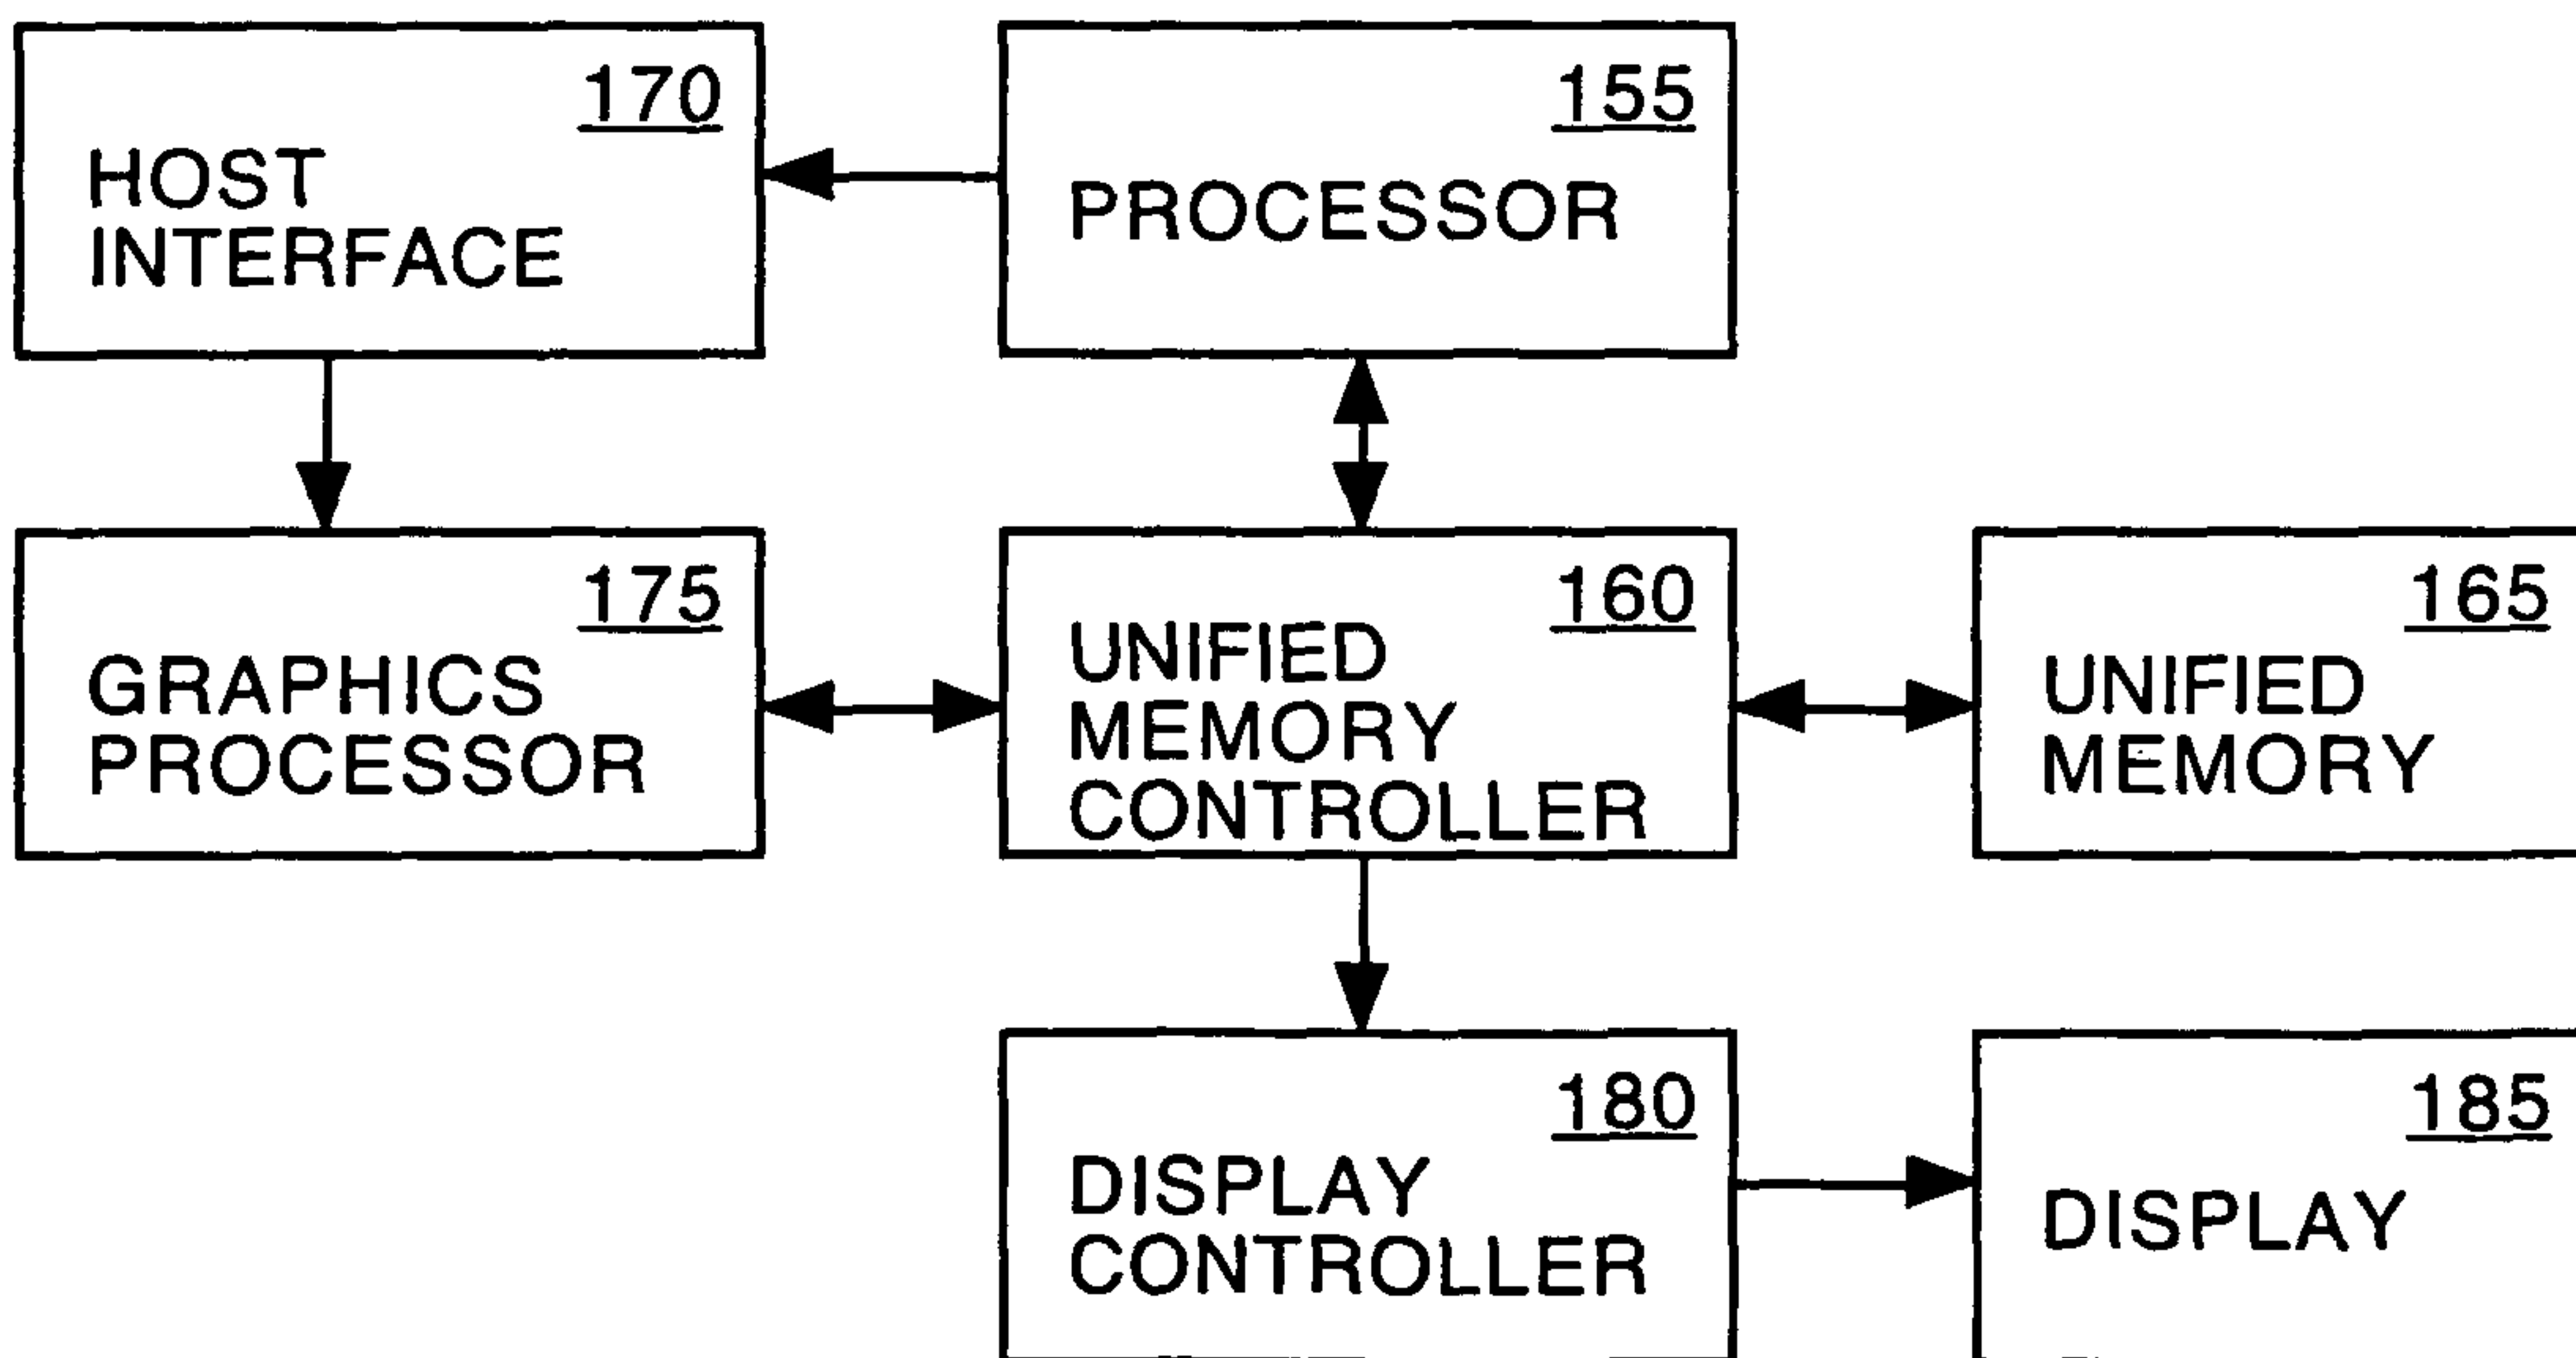 170
HOST
INTERFACE
155
PROCESSOR
175
GRAPHICS
PROCESSOR
160
UNIFIED
MEMORY
CONTROLLER
165
UNIFIED
MEMORY
180
DISPLAY
CONTROLLER
185
DISPLAY